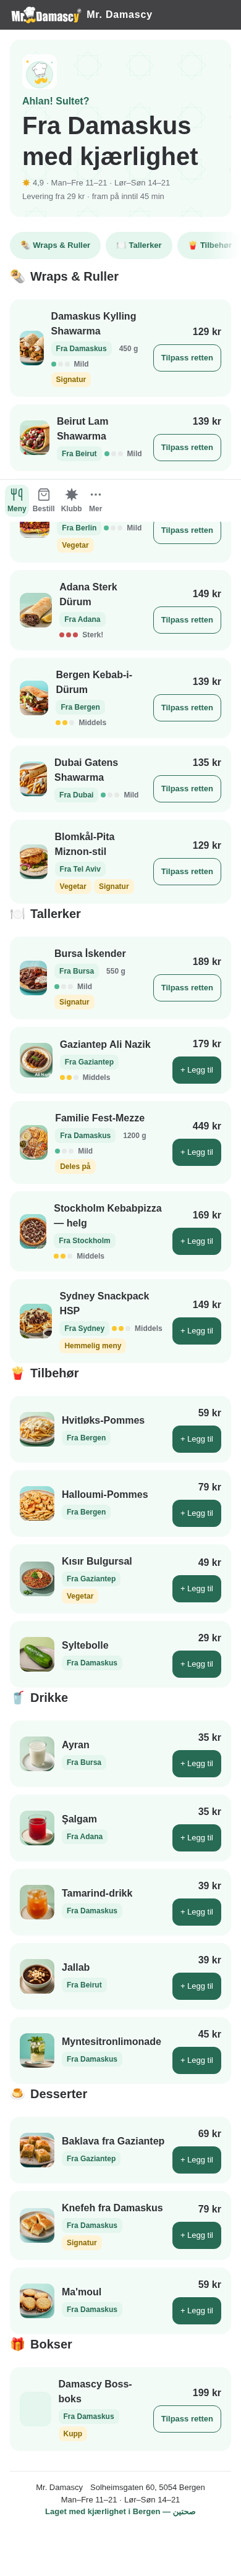 Mr. Damascy Mr. Damascy
Ahlan! Sultet?
Fra Damaskus
med kjærlighet
4,9 · Man–Fre 11–21 · Lør–Søn 14–21
Levering fra 29 kr · fram på inntil 45 min
Wraps & Ruller
Tallerker
Tilbehør
Wraps & Ruller
Damaskus Kylling
Shawarma
Fra Damaskus 450 g
Mild
Signatur
129 kr
Tilpass retten
Beirut Lam
Shawarma
Fra Beirut Mild
139 kr
Tilpass retten
Meny Bestill Klubb Mer
Fra Berlin Mild
Vegetar
Tilpass retten
Adana Sterk
Dürum
Fra Adana
Sterk!
149 kr
Tilpass retten
Bergen Kebab-i-
Dürum
Fra Bergen
Middels
139 kr
Tilpass retten
Dubai Gatens
Shawarma
Fra Dubai Mild
135 kr
Tilpass retten
Blomkål-Pita
Miznon-stil
Fra Tel Aviv
Vegetar Signatur
129 kr
Tilpass retten
Tallerker
Bursa İskender
Fra Bursa 550 g
Mild
Signatur
189 kr
Tilpass retten
Gaziantep Ali Nazik
Fra Gaziantep
Middels
179 kr
+ Legg til
Familie Fest-Mezze
Fra Damaskus 1200 g
Mild
Deles på
449 kr
+ Legg til
Stockholm Kebabpizza
— helg
Fra Stockholm
Middels
169 kr
+ Legg til
Sydney Snackpack
HSP
Fra Sydney Middels
Hemmelig meny
149 kr
+ Legg til
Tilbehør
Hvitløks-Pommes
Fra Bergen
59 kr
+ Legg til
Halloumi-Pommes
Fra Bergen
79 kr
+ Legg til
Kısır Bulgursal
Fra Gaziantep
Vegetar
49 kr
+ Legg til
Syltebolle
Fra Damaskus
29 kr
+ Legg til
Drikke
Ayran
Fra Bursa
35 kr
+ Legg til
Şalgam
Fra Adana
35 kr
+ Legg til
Tamarind-drikk
Fra Damaskus
39 kr
+ Legg til
Jallab
Fra Beirut
39 kr
+ Legg til
Myntesitronlimonade
Fra Damaskus
45 kr
+ Legg til
Desserter
Baklava fra Gaziantep
Fra Gaziantep
69 kr
+ Legg til
Knefeh fra Damaskus
Fra Damaskus
Signatur
79 kr
+ Legg til
Ma'moul
Fra Damaskus
59 kr
+ Legg til
Bokser
Damascy Boss-
boks
Fra Damaskus
Kupp
199 kr
Tilpass retten
Mr. Damascy Solheimsgaten 60, 5054 Bergen
Man–Fre 11–21 · Lør–Søn 14–21
Laget med kjærlighet i Bergen — صحتين